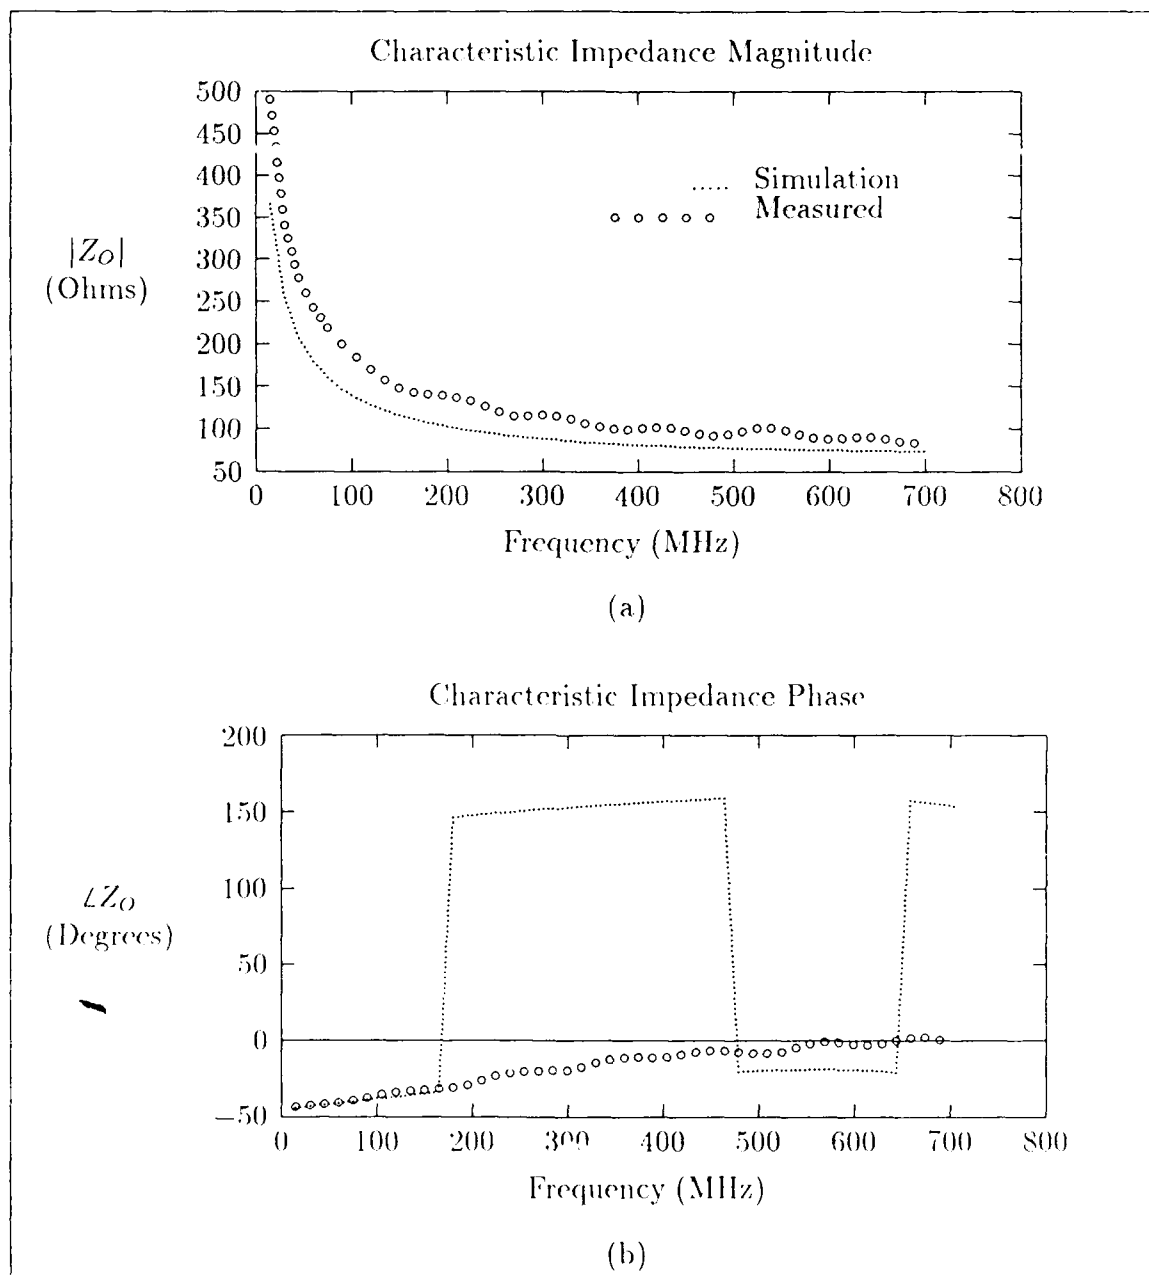 Characteristic Impedance Magnitude
500
450
400
350
300
250
200
150
100
50
|Z_O|
(Ohms)
..... Simulation
o o o o o Measured
0 100 200 300 400 500 600 700 800
Frequency (MHz)
(a)
Characteristic Impedance Phase
200
150
100
50
0
−50
∠Z_O
(Degrees)
0 100 200 300 400 500 600 700 800
Frequency (MHz)
(b)